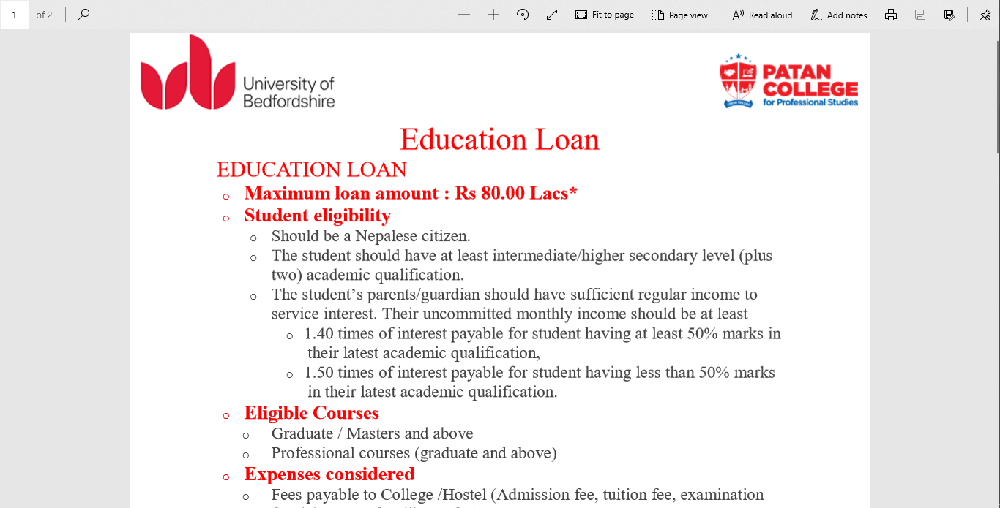 1 of 2 Fit to page Page view Read aloud Add notes
University of
Bedfordshire
PATAN
COLLEGE
for Professional Studies
LEARN TO LEAD
Education Loan
EDUCATION LOAN
o Maximum loan amount : Rs 80.00 Lacs*
o Student eligibility
o Should be a Nepalese citizen.
o The student should have at least intermediate/higher secondary level (plus
two) academic qualification.
o The student’s parents/guardian should have sufficient regular income to
service interest. Their uncommitted monthly income should be at least
o 1.40 times of interest payable for student having at least 50% marks in
their latest academic qualification,
o 1.50 times of interest payable for student having less than 50% marks
in their latest academic qualification.
o Eligible Courses
o Graduate / Masters and above
o Professional courses (graduate and above)
o Expenses considered
o Fees payable to College /Hostel (Admission fee, tuition fee, examination